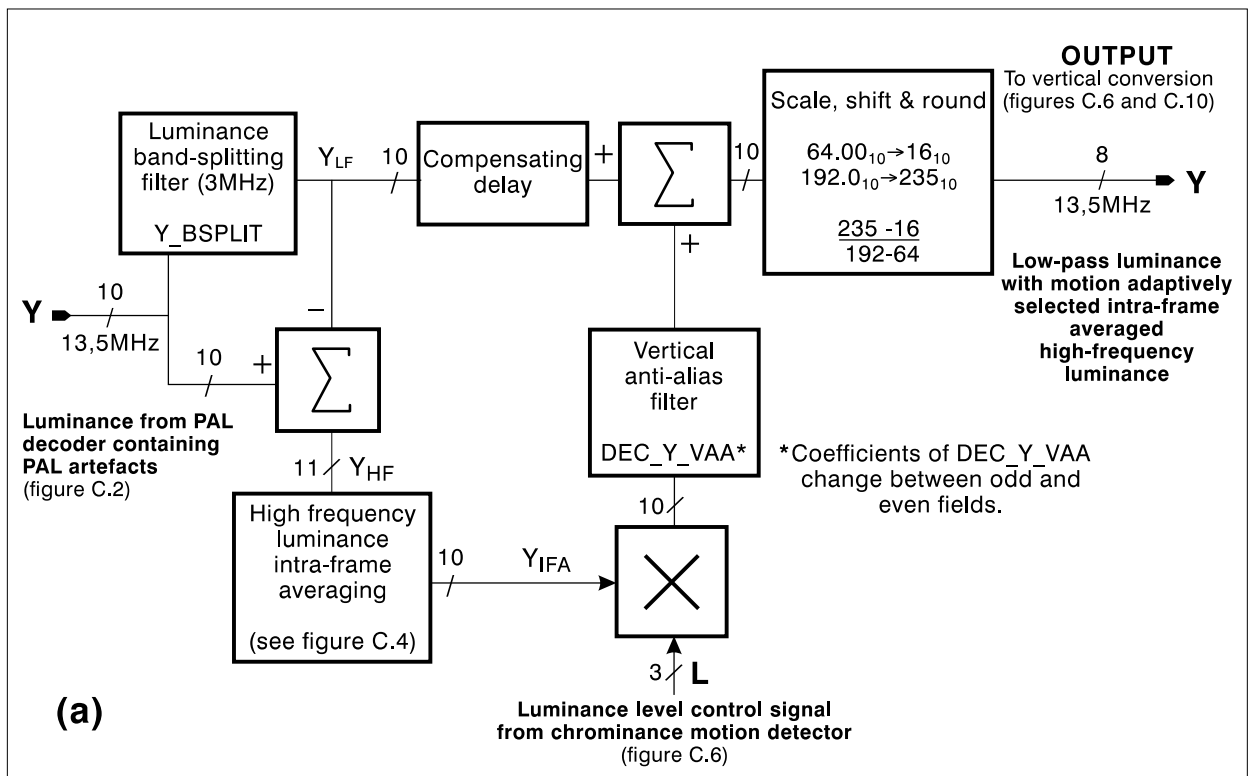 OUTPUT
To vertical conversion
(figures C.6 and C.10)
Luminance
band-splitting
filter (3MHz)
Y_BSPLIT
Y_LF
10
Compensating
delay
+
Σ
+
10
Scale, shift & round
64.00₁₀→16₁₀
192.0₁₀→235₁₀
235 -16
192-64
8
Y
13,5MHz
Low-pass luminance
with motion adaptively
selected intra-frame
averaged
high-frequency
luminance
Y
10
13,5MHz
10
+
−
Σ
Luminance from PAL
decoder containing
PAL artefacts
(figure C.2)
11
Y_HF
Vertical
anti-alias
filter
DEC_Y_VAA*
*Coefficients of DEC_Y_VAA
change between odd and
even fields.
10
High frequency
luminance
intra-frame
averaging
(see figure C.4)
10
Y_IFA
3
L
Luminance level control signal
from chrominance motion detector
(figure C.6)
(a)